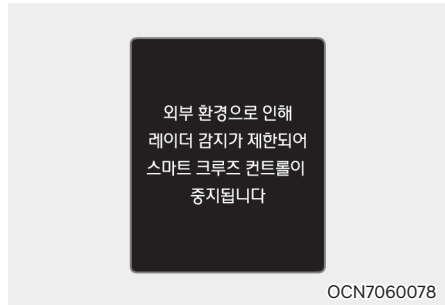 외부 환경으로 인해
레이더 감지가 제한되어
스마트 크루즈 컨트롤이
중지됩니다
OCN7060078